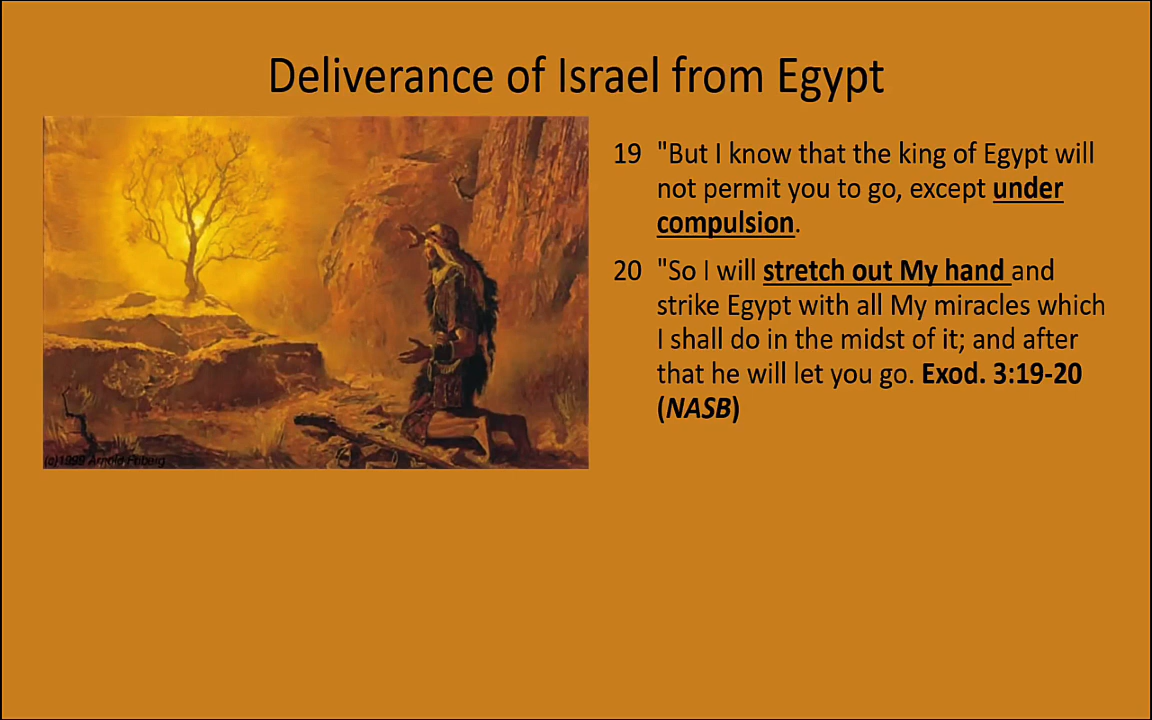 Deliverance of Israel from Egypt
19 "But I know that the king of Egypt will
not permit you to go, except under
compulsion.
20 "So I will stretch out My hand and
strike Egypt with all My miracles which
I shall do in the midst of it; and after
that he will let you go. Exod. 3:19-20
(NASB)
(c)1999 Arnold Friberg